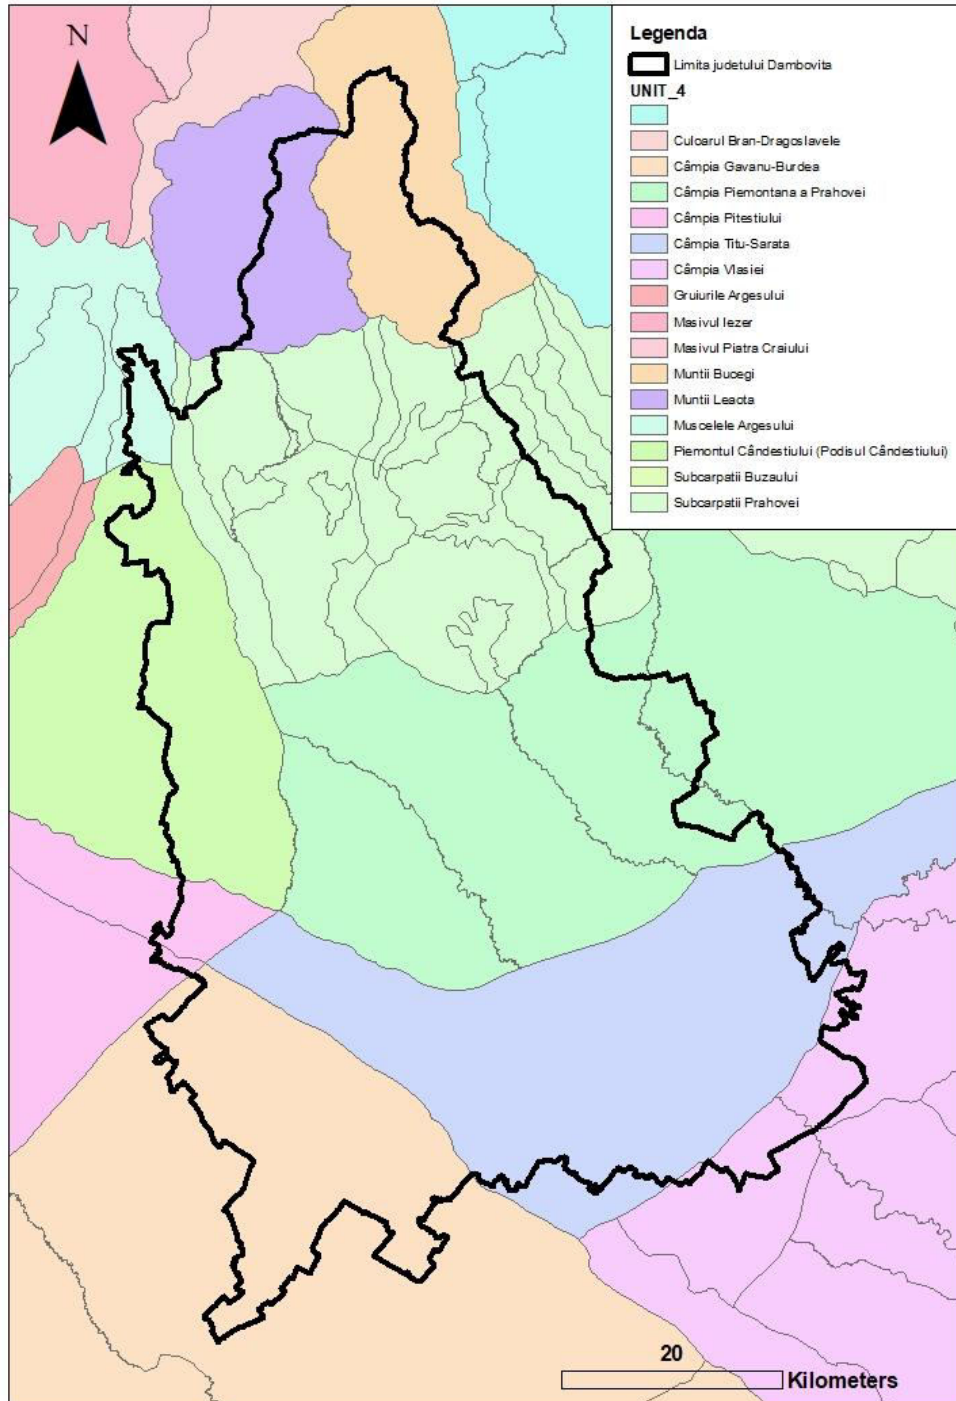 N
Legenda
Limita judetului Dambovita
UNIT_4
Culoarul Bran-Dragoslavele
Câmpia Gavanu-Burdea
Câmpia Piemontana a Prahovei
Câmpia Pitestiului
Câmpia Titu-Sarata
Câmpia Vlasiei
Gruiurile Argesului
Masivul Iezer
Masivul Piatra Craiului
Muntii Bucegi
Muntii Leaota
Muscelele Argesului
Piemontul Cândestiului (Podisul Cândestiului)
Subcarpatii Buzaului
Subcarpatii Prahovei
20
Kilometers